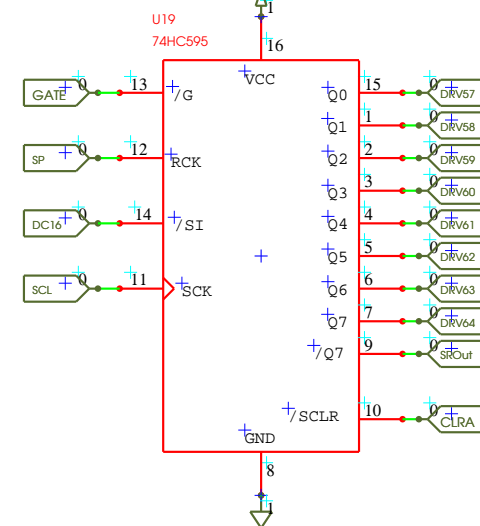 1
U19
74HC595
16
VCC
GATE 0 13 /G Q0 15 0 DRV57
Q1 1 0 DRV58
SP 0 12 RCK Q2 2 0 DRV59
Q3 3 0 DRV60
DC16 0 14 /SI Q4 4 0 DRV61
Q5 5 0 DRV62
SCL 0 11 SCK Q6 6 0 DRV63
Q7 7 0 DRV64
/Q7 9 0 SROut
/SCLR 10 0 CLRA
GND
8
1